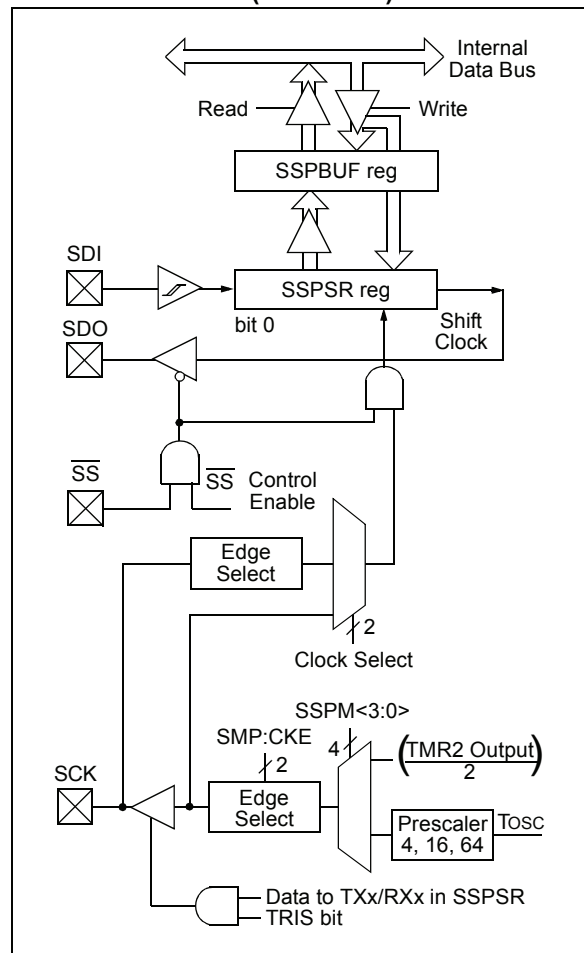 Internal
Data Bus
Read
Write
SSPBUF reg
SDI
SSPSR reg
bit 0
Shift
Clock
SDO
SS
SS
Control
Enable
Edge
Select
2
Clock Select
SSPM<3:0>
SMP:CKE
4
(TMR2 Output)
2
2
SCK
Edge
Select
Prescaler
4, 16, 64
TOSC
Data to TXx/RXx in SSPSR
TRIS bit